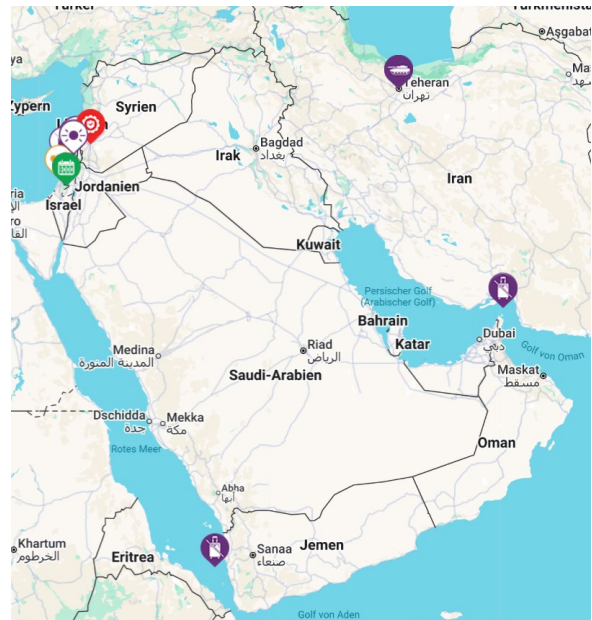 Türkei
Turkmenistan
Aşgabat
Teheran
تهران
Zypern
Syrien
Bagdad
بغداد
Irak
Iran
Jordanien
Israel
Kuwait
Persischer Golf
(Arabischer Golf)
Bahrain
Katar
Dubai
دبي
Golf von Oman
Medina
المدينة المنورة
Riad
الرياض
Maskat
مسقط
Saudi-Arabien
Dschidda
جدة
Mekka
مكة
Oman
Rotes Meer
Abha
أبها
Khartum
الخرطوم
Eritrea
Sanaa
صنعاء
Jemen
Golf von Aden